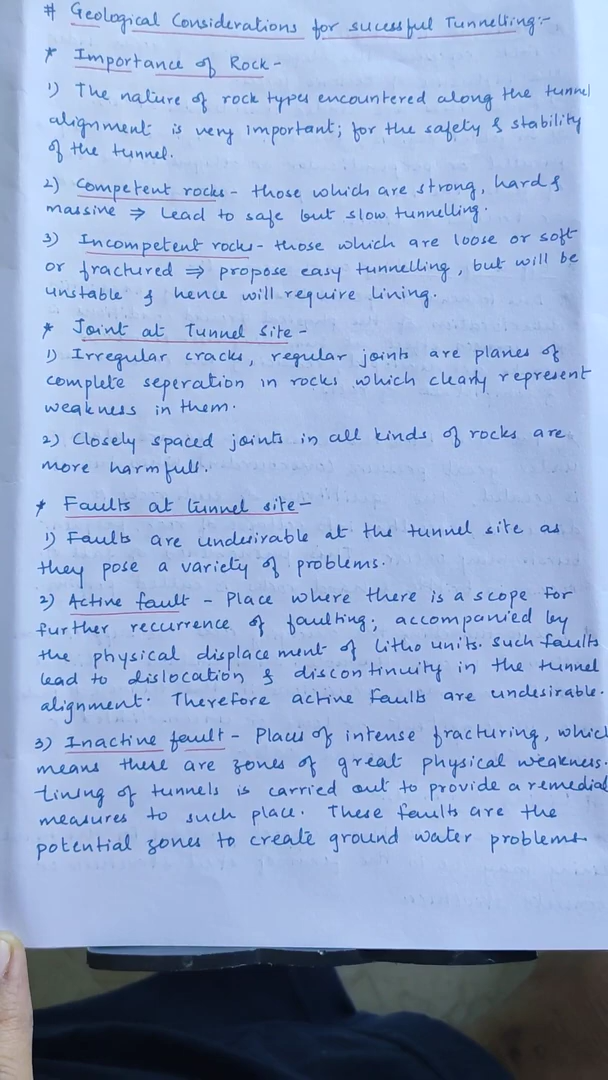 # Geological Considerations for sucessful Tunnelling:-
* Importance of Rock -
1) The nature of rock types encountered along the tunnel
alignment is very important; for the safety & stability
of the tunnel.
2) Competent rocks - those which are strong, hard &
massine ⇒ Lead to safe but slow tunnelling.
3) Incompetent rocks - those which are loose or soft
or fractured ⇒ propose easy tunnelling, but will be
unstable & hence will require lining.
* Joint at Tunnel Site -
1) Irregular cracks, regular joints are planes of
complete seperation in rocks which clearly represent
weakness in them.
2) Closely spaced joints in all kinds of rocks are
more harmfull.
* Faults at tunnel site -
1) Faults are undesirable at the tunnel site as
they pose a variety of problems.
2) Active fault - Place where there is a scope for
further recurrence of faulting; accompanied by
the physical displacement of Litho units. such faults
lead to dislocation & discontinuity in the tunnel
alignment. Therefore active faults are undesirable.
3) Inactive fault - Places of intense fracturing, which
means these are zones of great physical weakness.
Lining of tunnels is carried out to provide a remedial
measures to such place. These faults are the
potential zones to create ground water problems